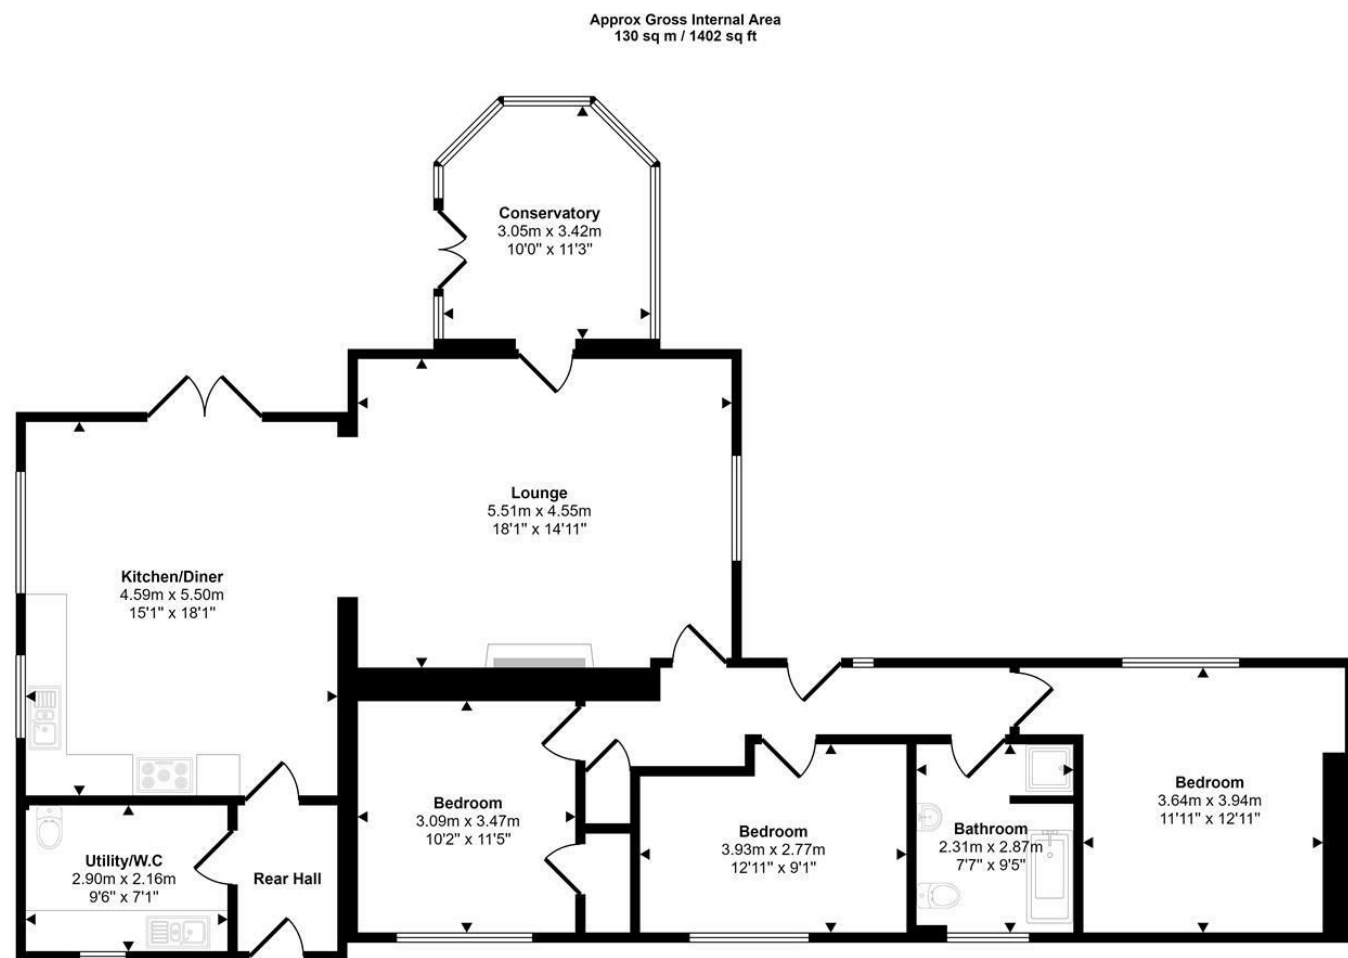 Approx Gross Internal Area
130 sq m / 1402 sq ft
Conservatory
3.05m x 3.42m
10'0" x 11'3"
Lounge
5.51m x 4.55m
18'1" x 14'11"
Kitchen/Diner
4.59m x 5.50m
15'1" x 18'1"
Bedroom
3.09m x 3.47m
10'2" x 11'5"
Bedroom
3.93m x 2.77m
12'11" x 9'1"
Bathroom
2.31m x 2.87m
7'7" x 9'5"
Bedroom
3.64m x 3.94m
11'11" x 12'11"
Utility/W.C
2.90m x 2.16m
9'6" x 7'1"
Rear Hall